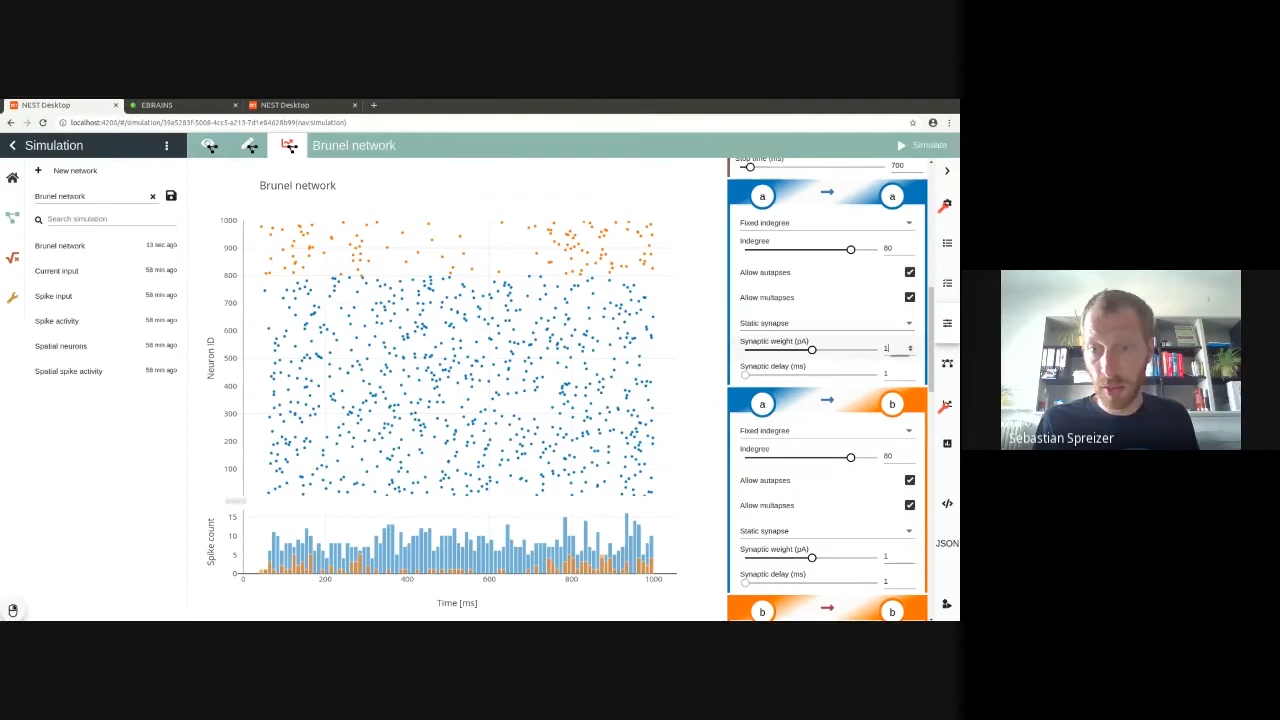 NEST Desktop
EBRAINS
NEST Desktop
localhost:4200/#/simulation/39a5283f-5008-4cc5-a213-7d1e84628b99(nav:simulation)
Simulation
Brunel network
Simulate
New network
Brunel network
Search simulation
Brunel network 13 sec ago
Current input 58 min ago
Spike input 58 min ago
Spike activity 58 min ago
Spatial neurons 58 min ago
Spatial spike activity 58 min ago
Brunel network
1000
900
800
700
600
500
400
300
200
100
Neuron ID
15
10
5
0
Spike count
0 200 400 600 800 1000
Time [ms]
Stop time (ms)
700
a a
Fixed indegree
Indegree
80
Allow autapses
Allow multapses
Static synapse
Synaptic weight (pA)
1
Synaptic delay (ms)
1
a b
Fixed indegree
Indegree
80
Allow autapses
Allow multapses
Static synapse
Synaptic weight (pA)
1
Synaptic delay (ms)
1
b b
JSON
Sebastian Spreizer